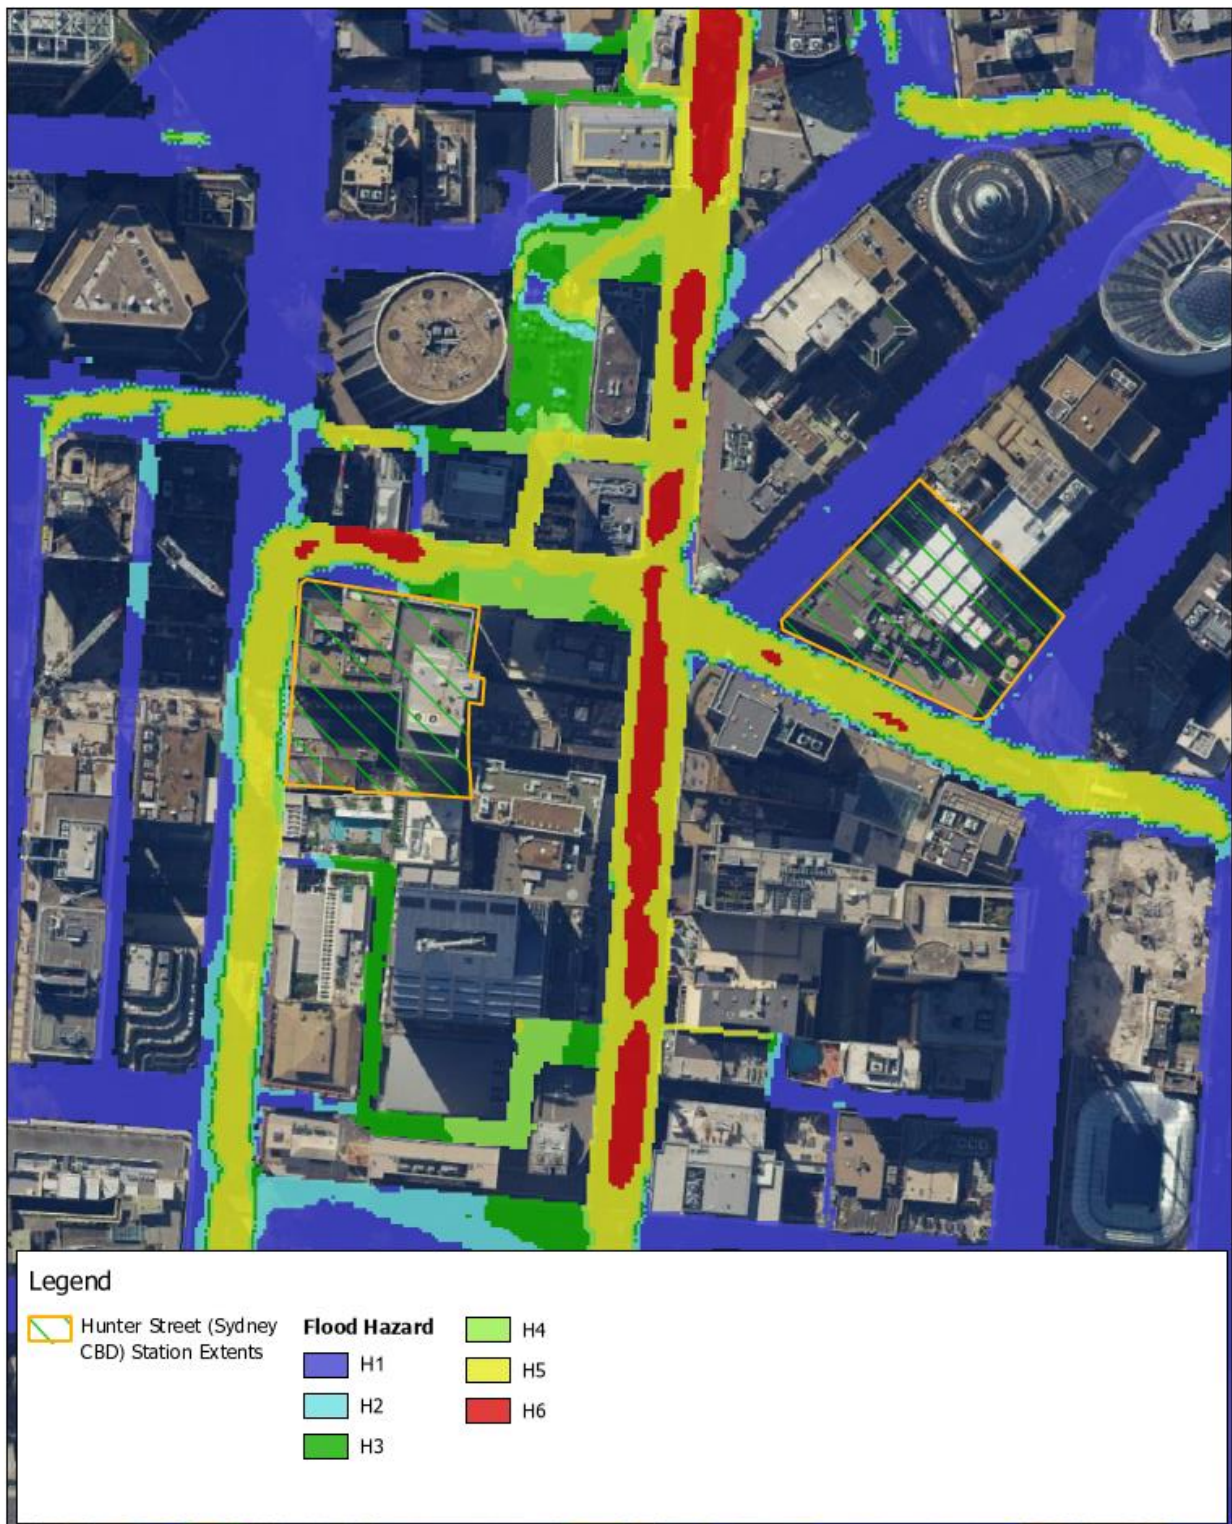 Legend
Hunter Street (Sydney
CBD) Station Extents
Flood Hazard
H1
H2
H3
H4
H5
H6